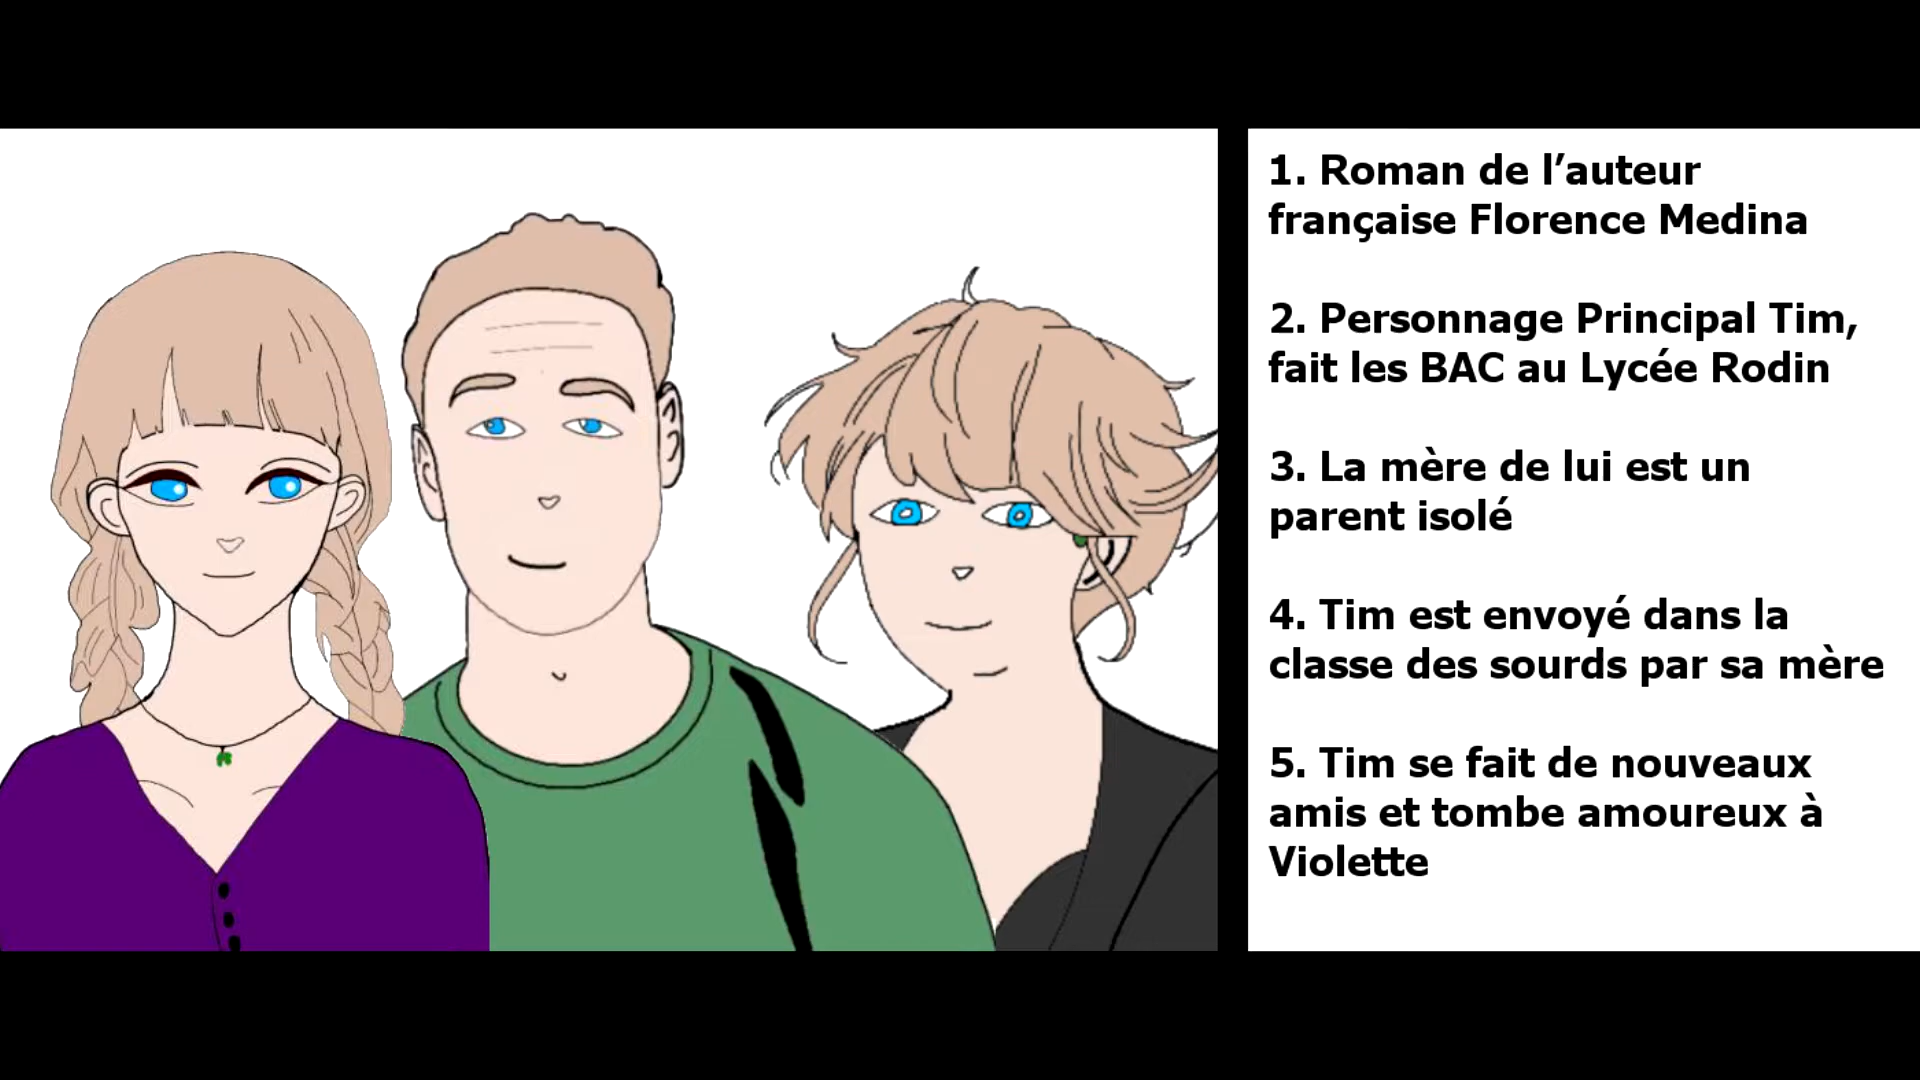 1. Roman de l’auteur
française Florence Medina
2. Personnage Principal Tim,
fait les BAC au Lycée Rodin
3. La mère de lui est un
parent isolé
4. Tim est envoyé dans la
classe des sourds par sa mère
5. Tim se fait de nouveaux
amis et tombe amoureux à
Violette